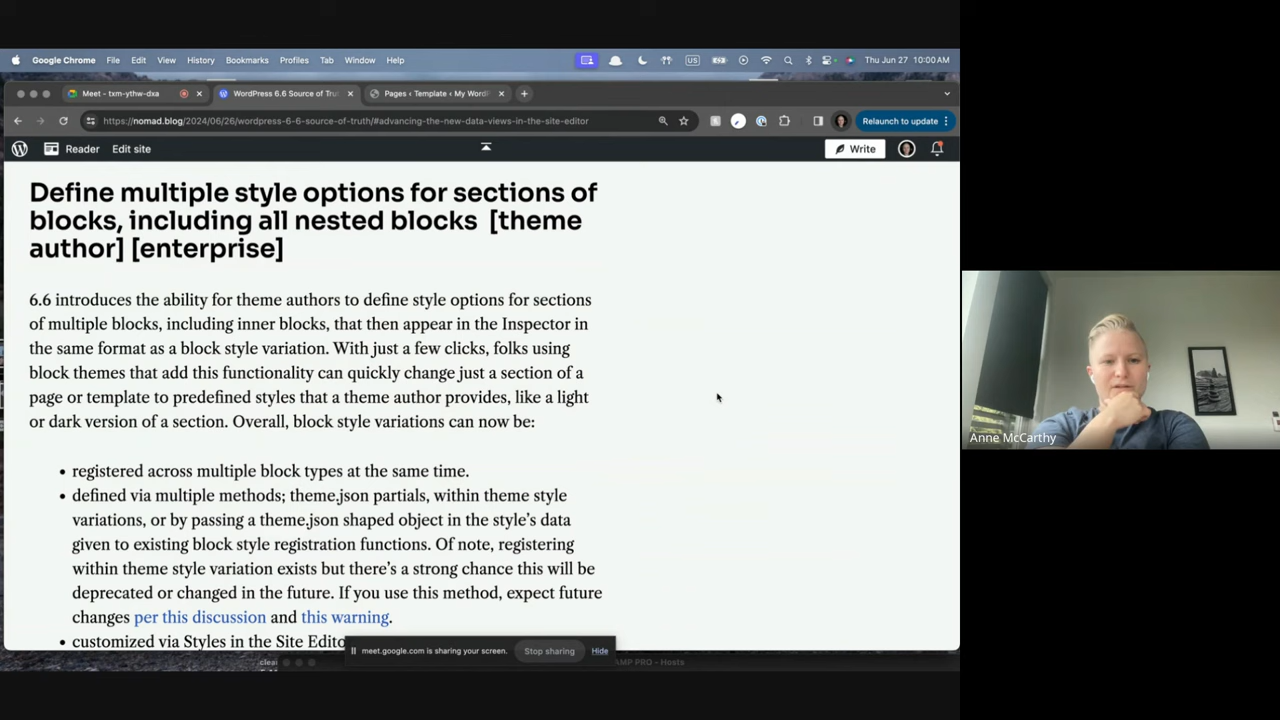 Google Chrome File Edit View History Bookmarks Profiles Tab Window Help US Thu Jun 27 10:00 AM
Meet - txm-ythw-dxa WordPress 6.6 Source of Tru Pages ‹ Template ‹ My WordP
https://nomad.blog/2024/06/26/wordpress-6-6-source-of-truth/#advancing-the-new-data-views-in-the-site-editor Relaunch to update
Reader Edit site Write
Define multiple style options for sections of
blocks, including all nested blocks [theme
author] [enterprise]
6.6 introduces the ability for theme authors to define style options for sections
of multiple blocks, including inner blocks, that then appear in the Inspector in
the same format as a block style variation. With just a few clicks, folks using
block themes that add this functionality can quickly change just a section of a
page or template to predefined styles that a theme author provides, like a light
or dark version of a section. Overall, block style variations can now be:
• registered across multiple block types at the same time.
• defined via multiple methods; theme.json partials, within theme style
variations, or by passing a theme.json shaped object in the style's data
given to existing block style registration functions. Of note, registering
within theme style variation exists but there's a strong chance this will be
deprecated or changed in the future. If you use this method, expect future
changes per this discussion and this warning.
• customized via Styles in the Site Edito
meet.google.com is sharing your screen. Stop sharing Hide
AMP PRO - Hosts
Anne McCarthy